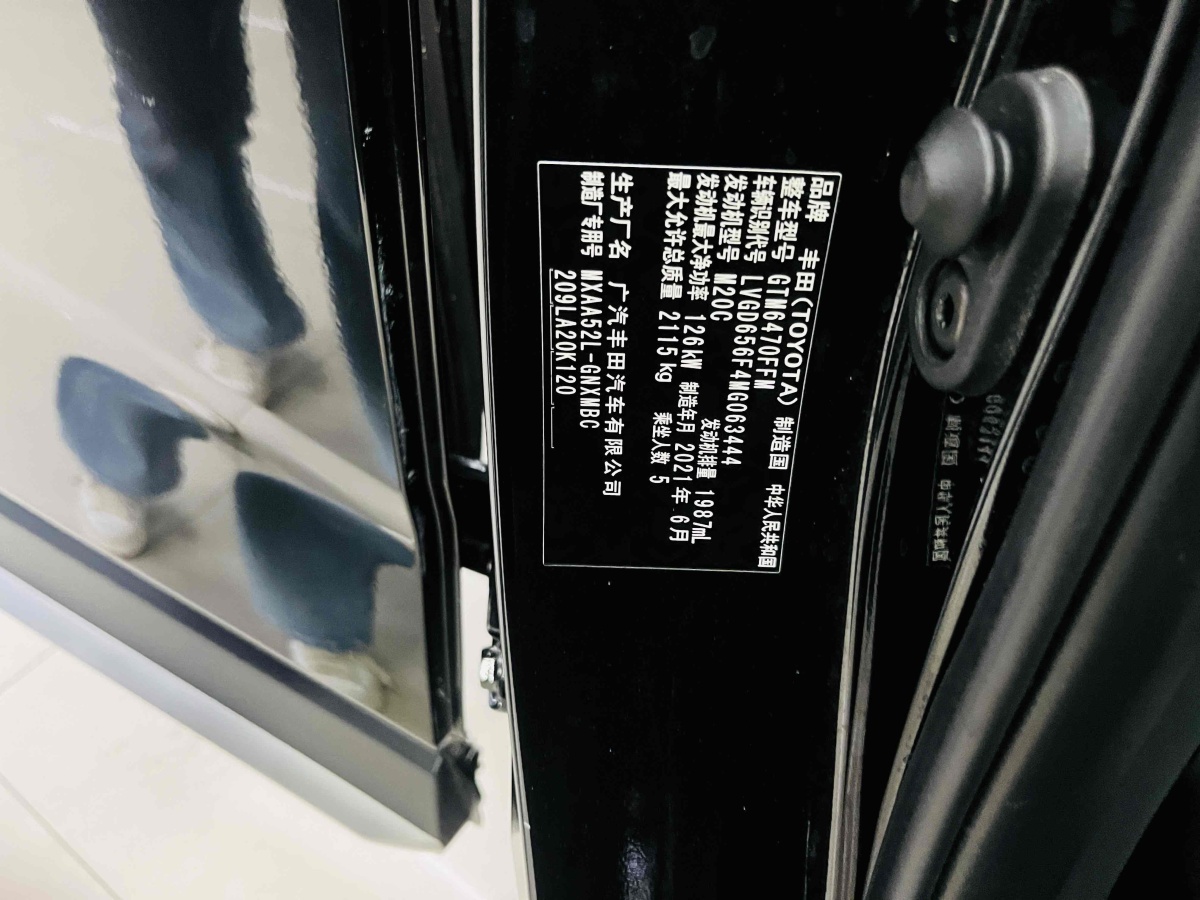 品牌 丰田(TOYOTA) 制造国 中华人民共和国
整车型号 GTM6470FFM
车辆识别代号 LVGD656F4MG063444
发动机型号 M20C 发动机排量 1987mL
发动机最大净功率 126kW 制造年月 2021年 6月
最大允许总质量 2115kg 乘坐人数 5
生产厂名 广汽丰田汽车有限公司
制造厂专用号 MXAA52L-GNXMBC
209LA20K120